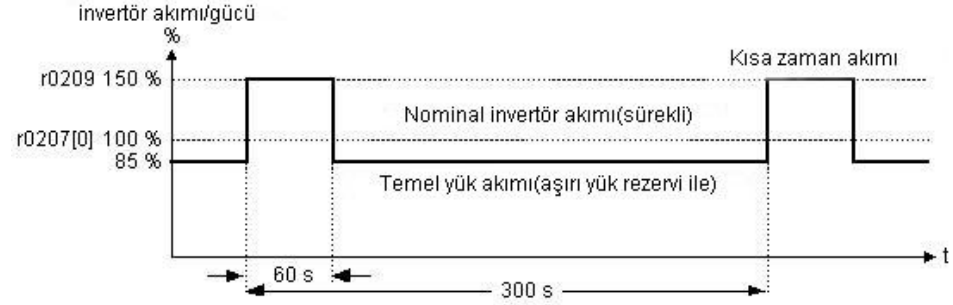 invertör akımı/gücü
%
Kısa zaman akımı
r0209 150 %
Nominal invertör akımı(sürekli)
r0207[0] 100 %
85 %
Temel yük akımı(aşırı yük rezervi ile)
t
60 s
300 s